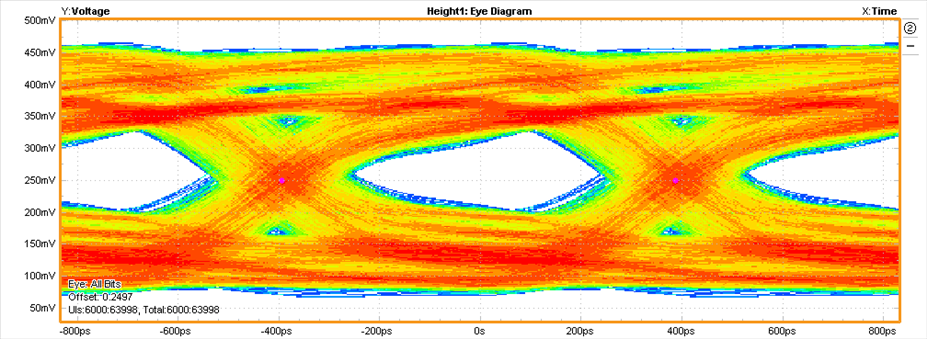 Y:Voltage Height1: Eye Diagram X:Time
500mV
450mV
400mV
350mV
300mV
250mV
200mV
150mV
100mV
50mV
Eye: All Bits
Offset: 0.2497
UIs:6000:63998, Total:6000:63998
-800ps -600ps -400ps -200ps 0s 200ps 400ps 600ps 800ps
2